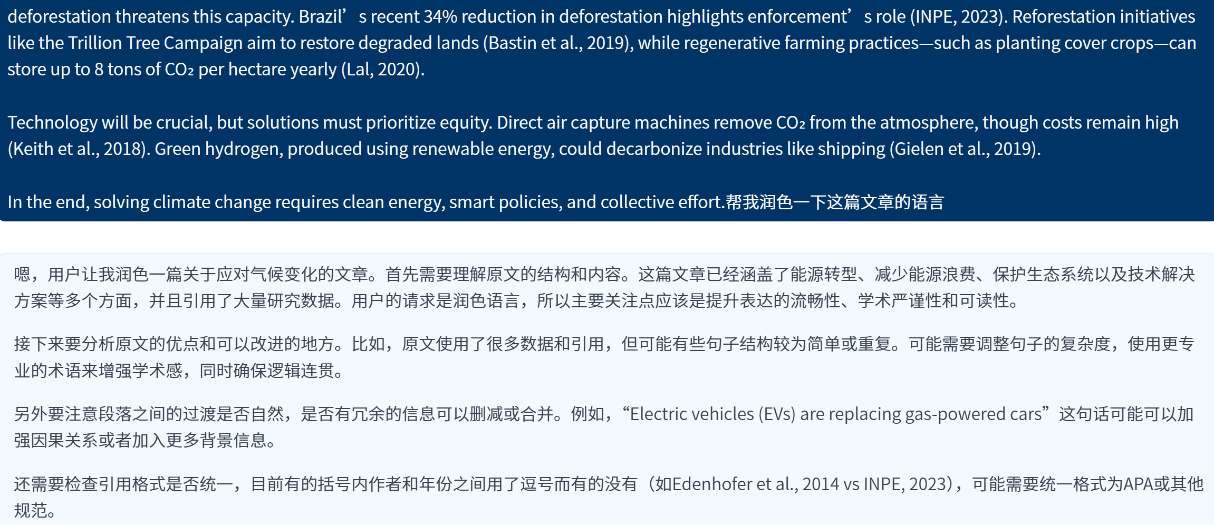 deforestation threatens this capacity. Brazil’s recent 34% reduction in deforestation highlights enforcement’s role (INPE, 2023). Reforestation initiatives
like the Trillion Tree Campaign aim to restore degraded lands (Bastin et al., 2019), while regenerative farming practices—such as planting cover crops—can
store up to 8 tons of CO₂ per hectare yearly (Lal, 2020).
Technology will be crucial, but solutions must prioritize equity. Direct air capture machines remove CO₂ from the atmosphere, though costs remain high
(Keith et al., 2018). Green hydrogen, produced using renewable energy, could decarbonize industries like shipping (Gielen et al., 2019).
In the end, solving climate change requires clean energy, smart policies, and collective effort.帮我润色一下这篇文章的语言
嗯，用户让我润色一篇关于应对气候变化的文章。首先需要理解原文的结构和内容。这篇文章已经涵盖了能源转型、减少能源浪费、保护生态系统以及技术解决
方案等多个方面，并且引用了大量研究数据。用户的请求是润色语言，所以主要关注点应该是提升表达的流畅性、学术严谨性和可读性。
接下来要分析原文的优点和可以改进的地方。比如，原文使用了很多数据和引用，但可能有些句子结构较为简单或重复。可能需要调整句子的复杂度，使用更专
业的术语来增强学术感，同时确保逻辑连贯。
另外要注意段落之间的过渡是否自然，是否有冗余的信息可以删减或合并。例如，“Electric vehicles (EVs) are replacing gas-powered cars”这句话可能可以加
强因果关系或者加入更多背景信息。
还需要检查引用格式是否统一，目前有的括号内作者和年份之间用了逗号而有的没有（如Edenhofer et al., 2014 vs INPE, 2023），可能需要统一格式为APA或其他
规范。